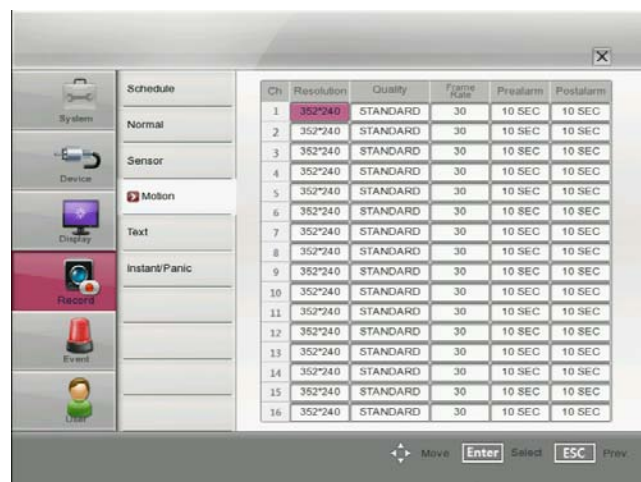 System
Device
Display
Record
Event
User
Schedule
Normal
Sensor
Motion
Text
Instant/Panic
Ch Resolution Quality Frame Rate Prealarm Postalarm
1 352*240 STANDARD 30 10 SEC 10 SEC
2 352*240 STANDARD 30 10 SEC 10 SEC
3 352*240 STANDARD 30 10 SEC 10 SEC
4 352*240 STANDARD 30 10 SEC 10 SEC
5 352*240 STANDARD 30 10 SEC 10 SEC
6 352*240 STANDARD 30 10 SEC 10 SEC
7 352*240 STANDARD 30 10 SEC 10 SEC
8 352*240 STANDARD 30 10 SEC 10 SEC
9 352*240 STANDARD 30 10 SEC 10 SEC
10 352*240 STANDARD 30 10 SEC 10 SEC
11 352*240 STANDARD 30 10 SEC 10 SEC
12 352*240 STANDARD 30 10 SEC 10 SEC
13 352*240 STANDARD 30 10 SEC 10 SEC
14 352*240 STANDARD 30 10 SEC 10 SEC
15 352*240 STANDARD 30 10 SEC 10 SEC
16 352*240 STANDARD 30 10 SEC 10 SEC
Move Enter Select ESC Prev.